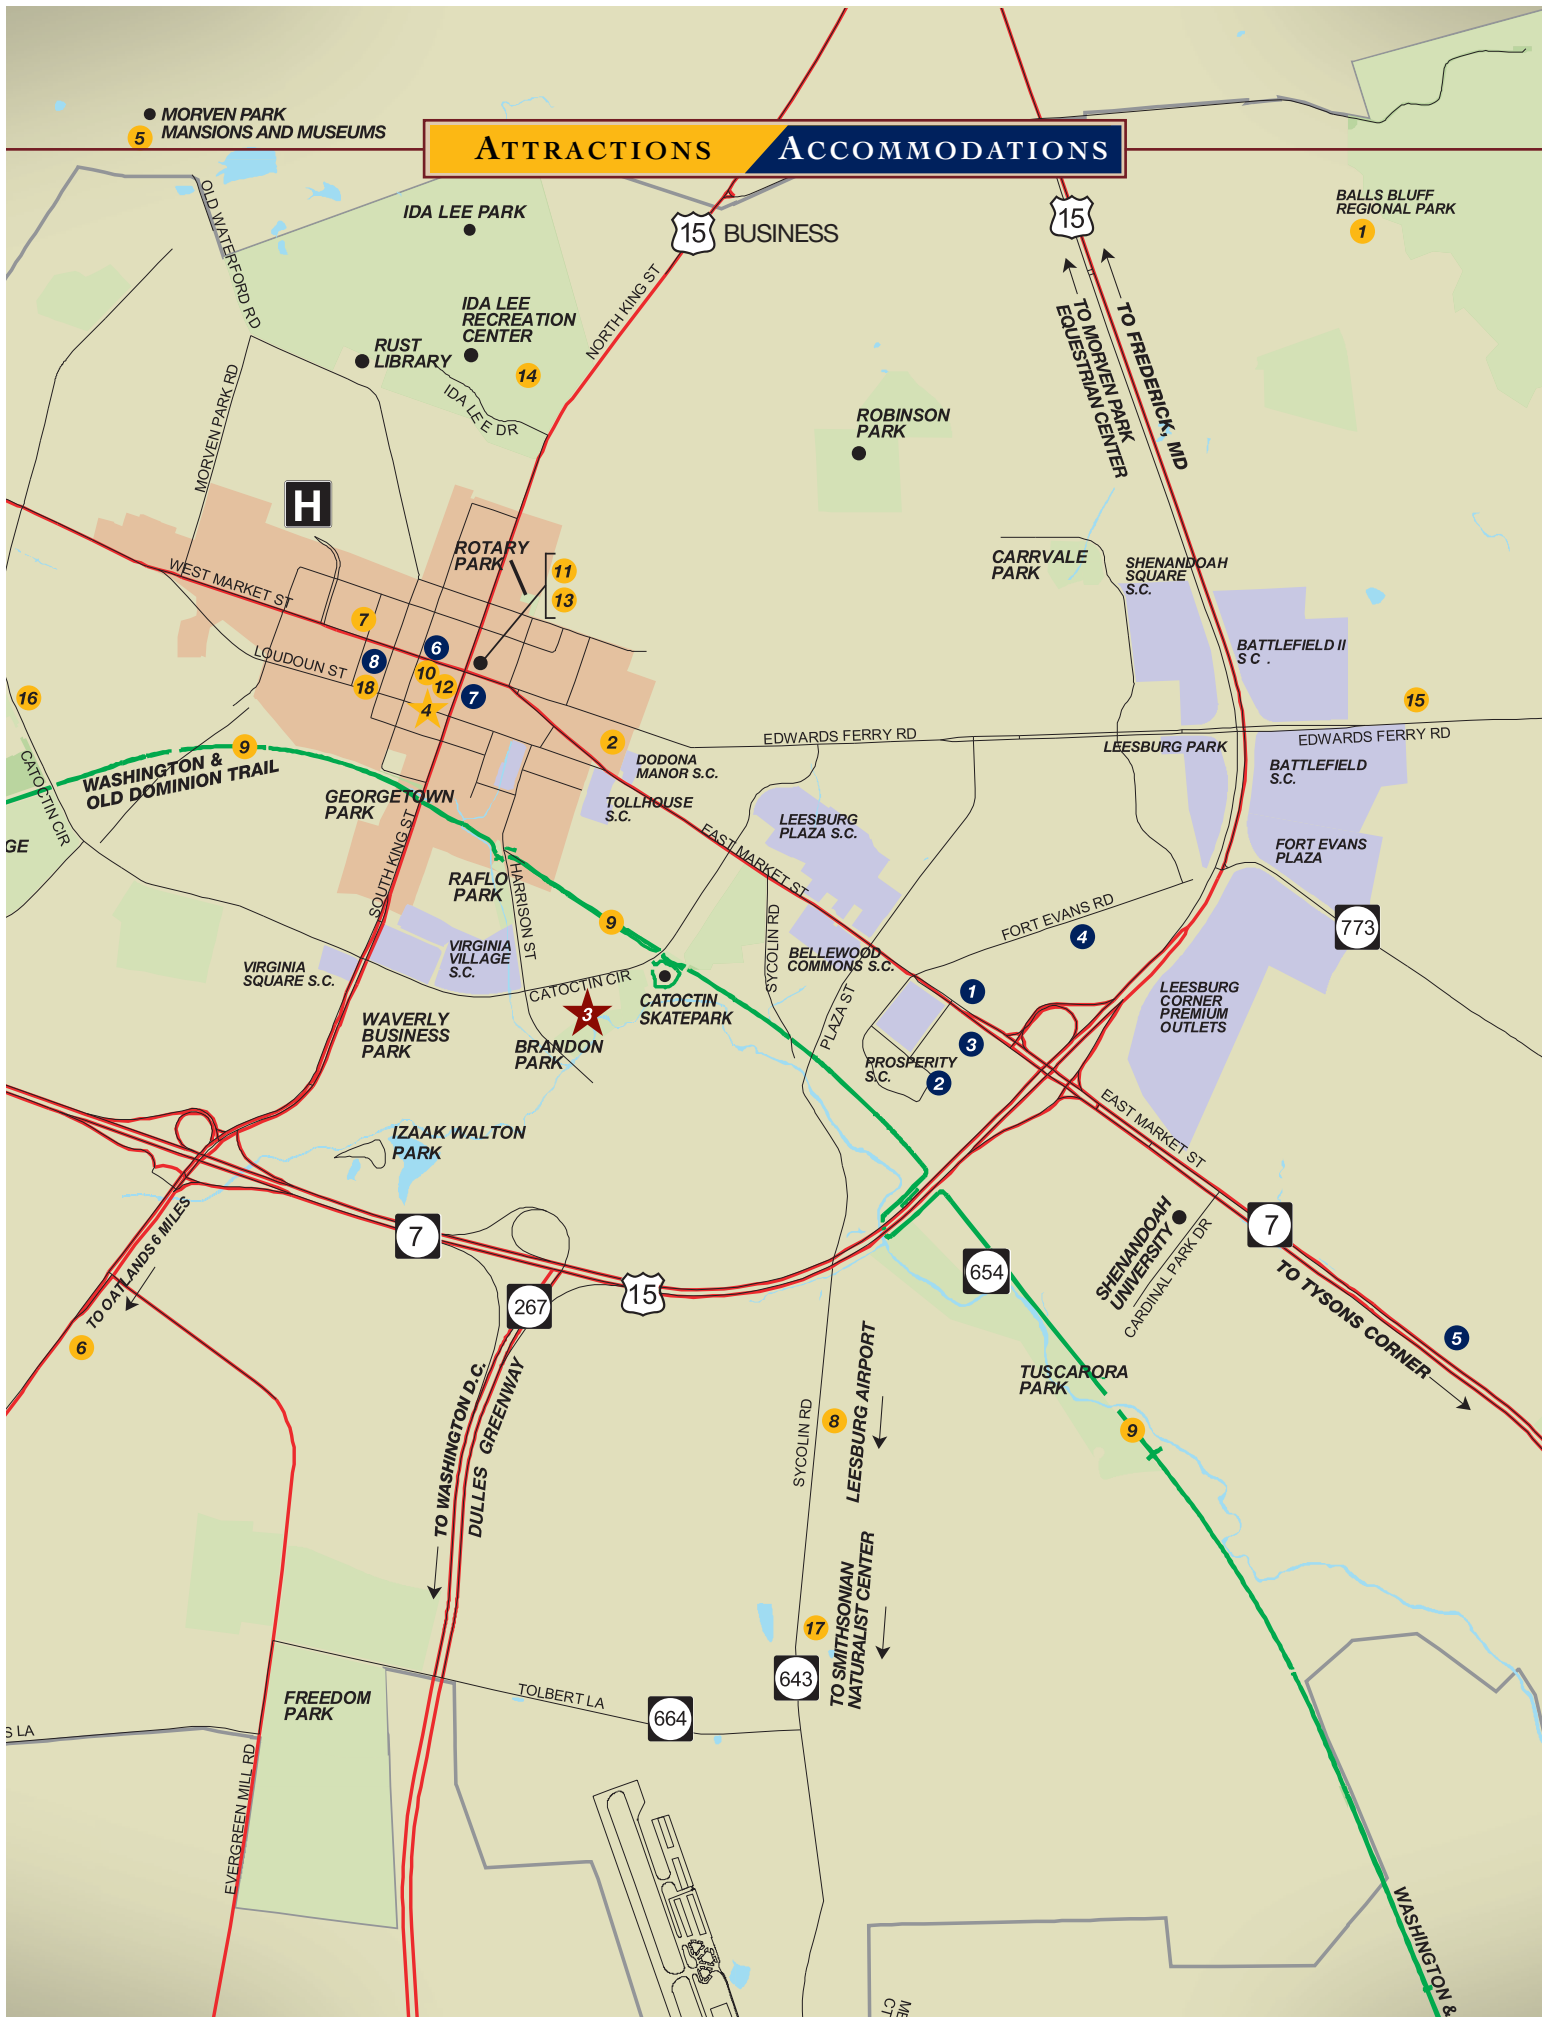 MORVEN PARK
5 MANSIONS AND MUSEUMS
ATTRACTIONS ACCOMMODATIONS
OLD WATERFORD RD
IDA LEE PARK
15 BUSINESS
15
BALLS BLUFF
REGIONAL PARK
1
IDA LEE
RECREATION
CENTER
RUST
LIBRARY
14
IDA LEE DR
NORTH KING ST
MORVEN PARK RD
TO FREDERICK, MD
TO MORVEN PARK
EQUESTRIAN CENTER
ROBINSON
PARK
H
ROTARY
PARK
11
13
CARRVALE
PARK
SHENANDOAH
SQUARE
S.C.
WEST MARKET ST
7
6
8
LOUDOUN ST
10
18
12
7
4
BATTLEFIELD II
S C .
16
15
9
2
EDWARDS FERRY RD
LEESBURG PARK
EDWARDS FERRY RD
WASHINGTON &
OLD DOMINION TRAIL
DODONA
MANOR S.C.
BATTLEFIELD
S.C.
CATOCTIN CIR
GEORGETOWN
PARK
TOLLHOUSE
S.C.
LEESBURG
PLAZA S.C.
GE
EAST MARKET ST
FORT EVANS
PLAZA
SOUTH KING ST
RAFLO
PARK
HARRISON ST
9
SYCOLIN RD
FORT EVANS RD
4
773
VIRGINIA
VILLAGE
S.C.
VIRGINIA
SQUARE S.C.
BELLEWOOD
COMMONS S.C.
CATOCTIN CIR
CATOCTIN
SKATEPARK
1
LEESBURG
CORNER
PREMIUM
OUTLETS
3
WAVERLY
BUSINESS
PARK
BRANDON
PARK
PLAZA ST
3
PROSPERITY
S.C.
2
EAST MARKET ST
IZAAK WALTON
PARK
TO OATLANDS 6 MILES
6
7
267
15
654
SHENANDOAH
UNIVERSITY
CARDINAL PARK DR
7
TO TYSONS CORNER
5
TO WASHINGTON D.C.
DULLES GREENWAY
SYCOLIN RD
8
LEESBURG AIRPORT
TUSCARORA
PARK
9
17
TO SMITHSONIAN
NATURALIST CENTER
643
FREEDOM
PARK
TOLBERT LA
664
S LA
EVERGREEN MILL RD
WASHINGTON &
ME
CT